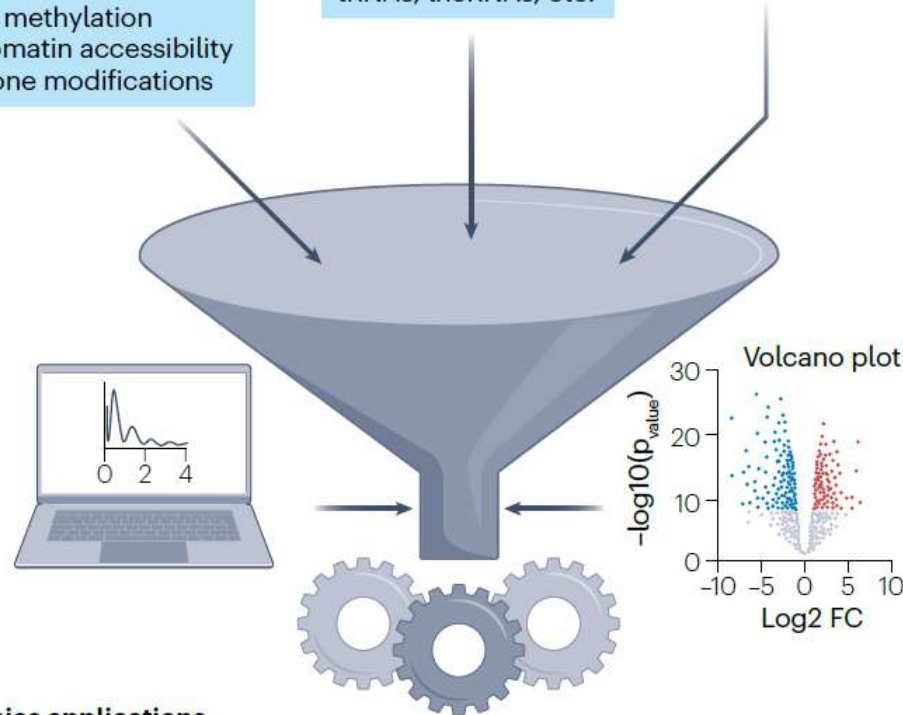 methylation
omatin accessibility
one modifications
Volcano plot
30
20
10
0
–log10(p value)
–10 –5 0 5 10
Log2 FC
0 2 4